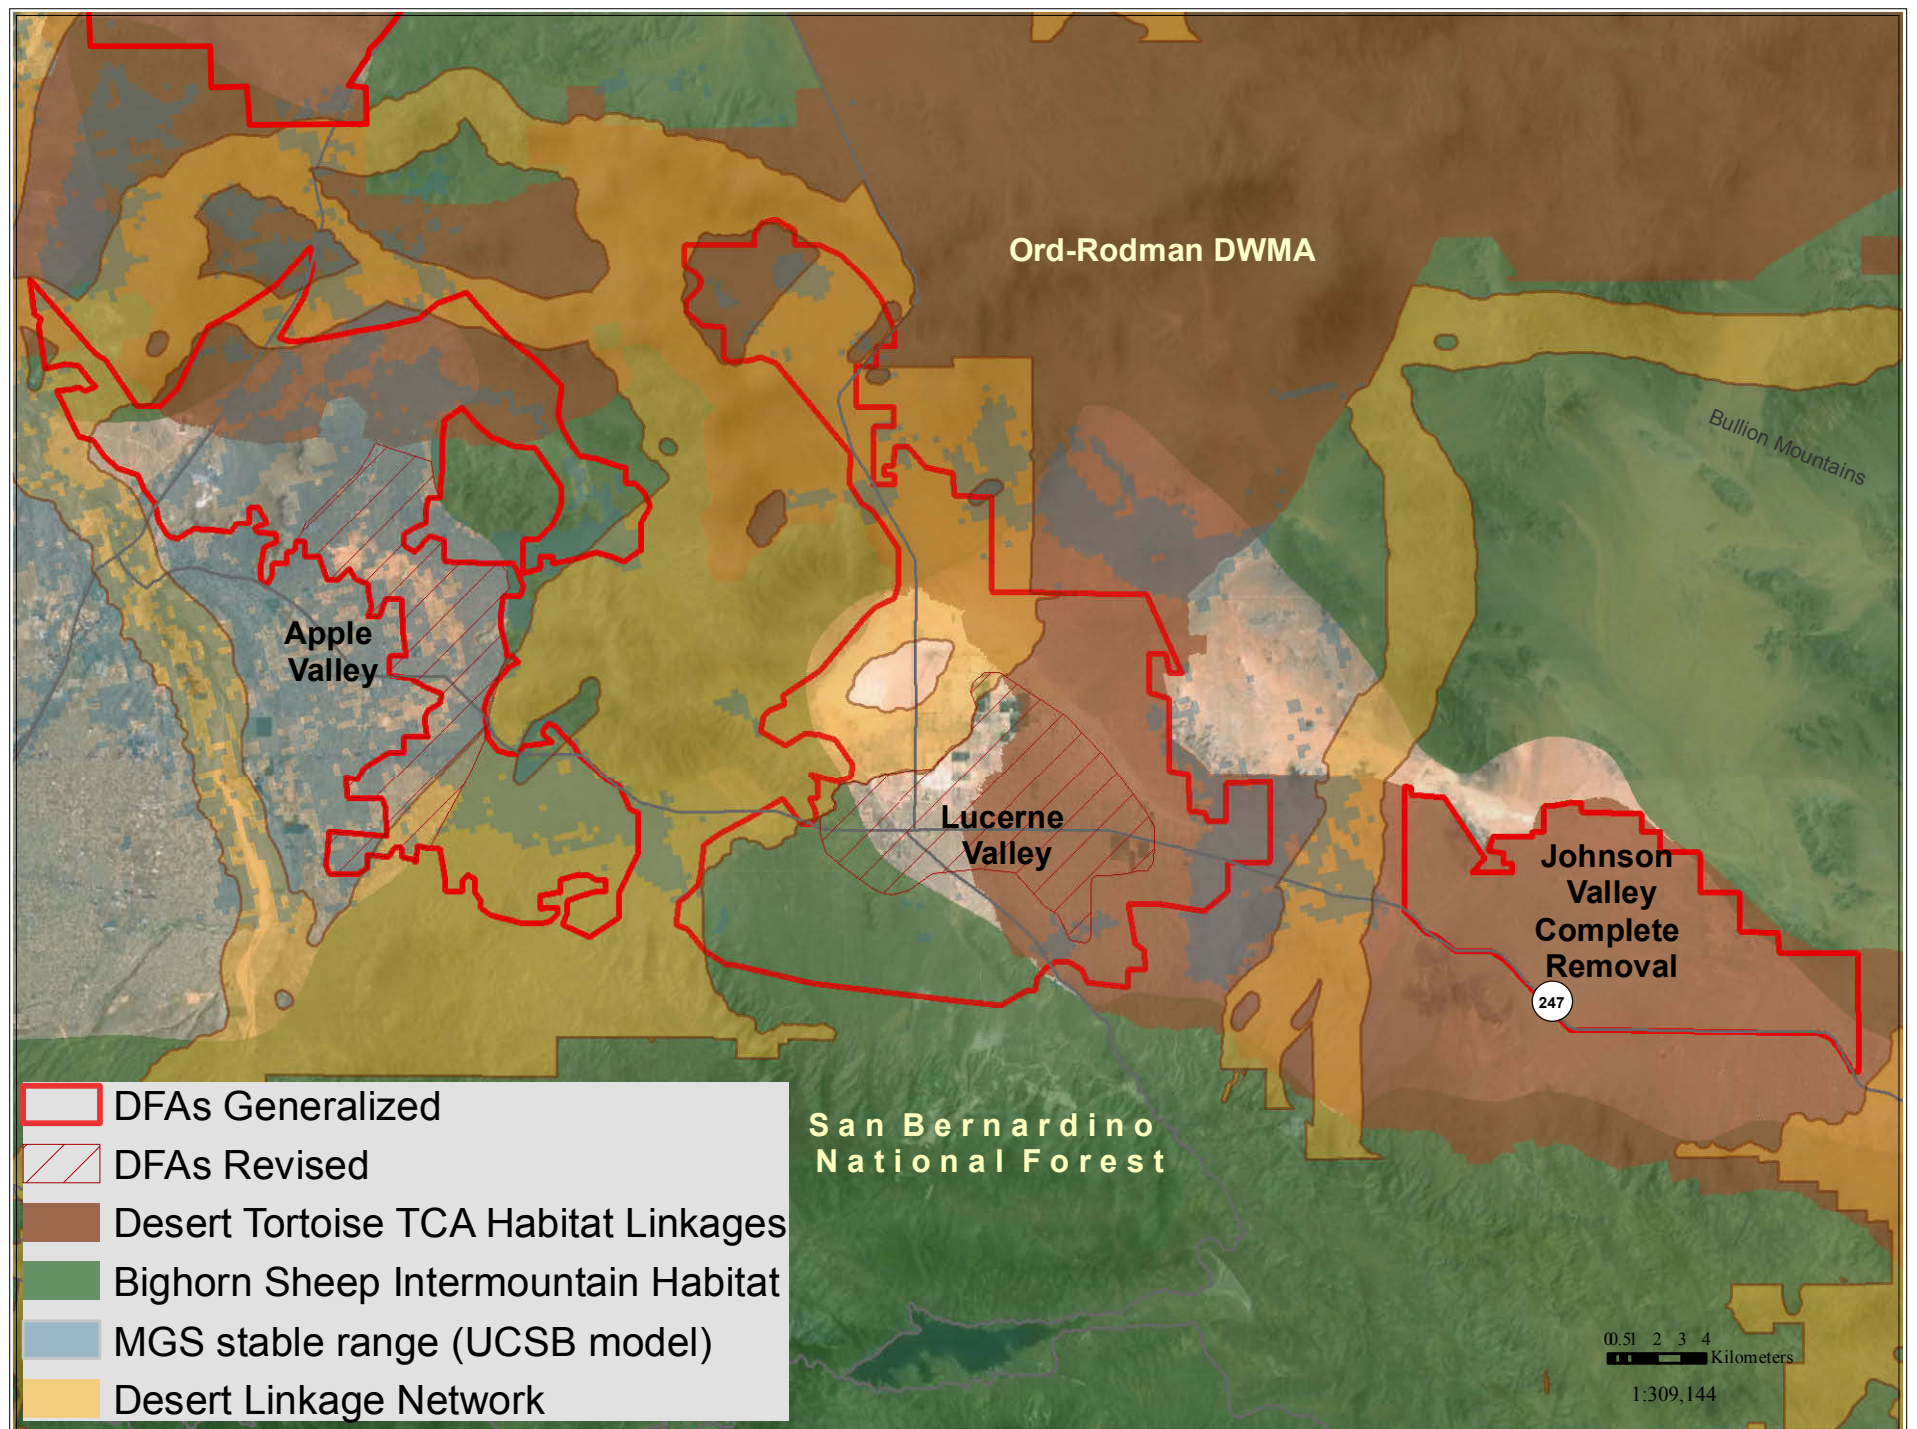 Ord-Rodman DWMA
Bullion Mountains
Apple
Valley
Lucerne
Valley
Johnson
Valley
Complete
Removal
247
San Bernardino
National Forest
DFAs Generalized
DFAs Revised
Desert Tortoise TCA Habitat Linkages
Bighorn Sheep Intermountain Habitat
MGS stable range (UCSB model)
Desert Linkage Network
0 0.5 1 2 3 4
Kilometers
1:309,144